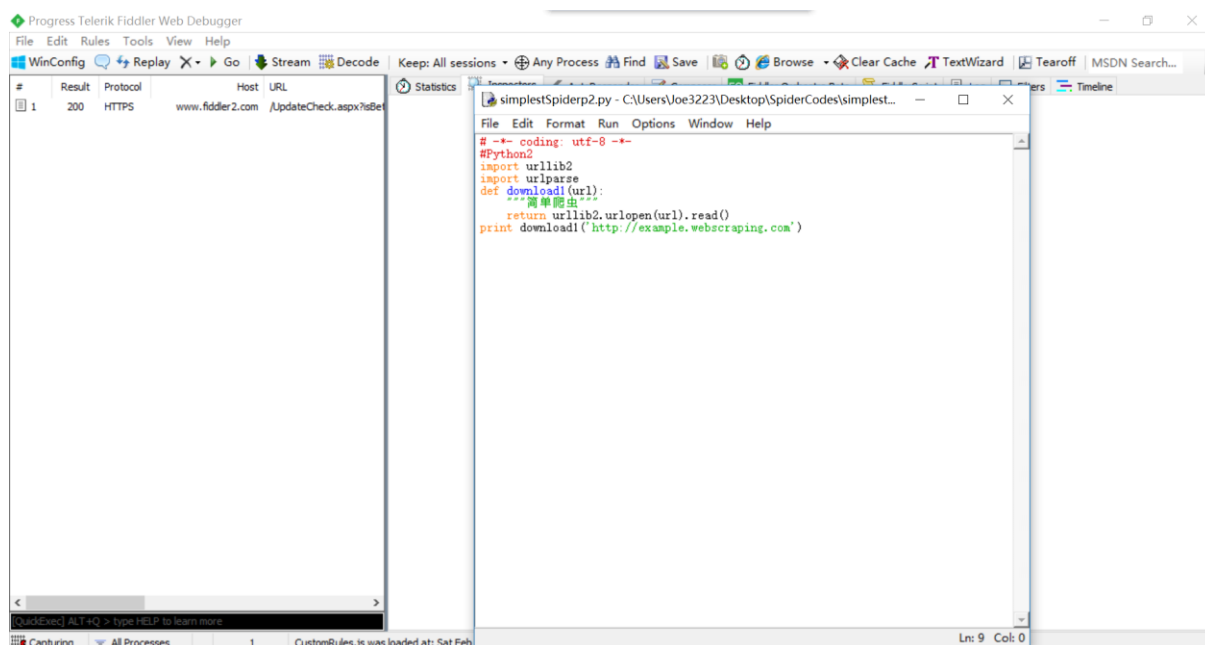 Progress Telerik Fiddler Web Debugger
File Edit Rules Tools View Help
WinConfig Replay Go Stream Decode Keep: All sessions Any Process Find Save Browse Clear Cache TextWizard Tearoff MSDN Search...
# Result Protocol Host URL
1 200 HTTPS www.fiddler2.com /UpdateCheck.aspx?isBet
Statistics Inspectors Timeline
simplestSpiderp2.py - C:\Users\Joe3223\Desktop\SpiderCodes\simplest...
File Edit Format Run Options Window Help
# -*- coding: utf-8 -*-
#Python2
import urllib2
import urlparse
def download1(url):
"""简单爬虫"""
return urllib2.urlopen(url).read()
print download1('http://example.webscraping.com')
[QuickExec] ALT+Q > type HELP to learn more
Capturing All Processes 1 CustomRules.js was loaded at: Sat Feb
Ln: 9 Col: 0